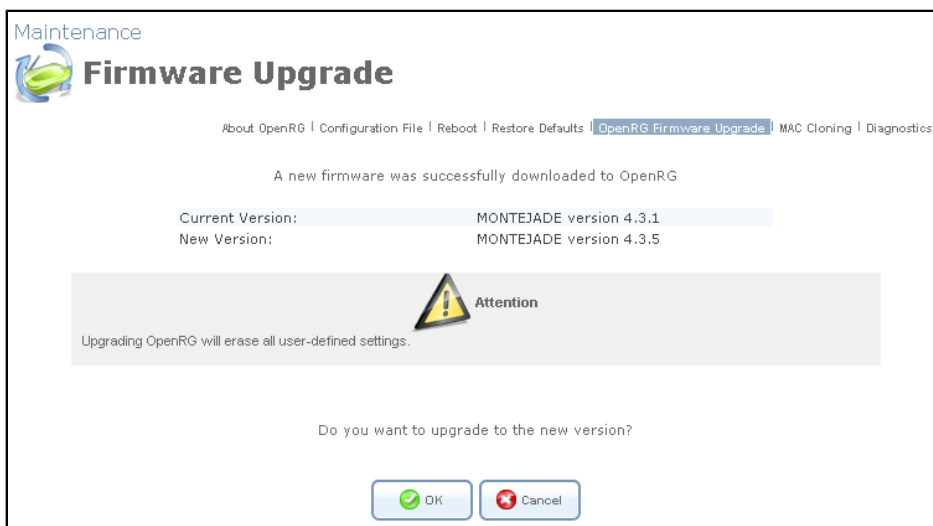 Maintenance
Firmware Upgrade
About OpenRG | Configuration File | Reboot | Restore Defaults | OpenRG Firmware Upgrade | MAC Cloning | Diagnostics
A new firmware was successfully downloaded to OpenRG
Current Version: MONTEJADE version 4.3.1
New Version: MONTEJADE version 4.3.5
Attention
Upgrading OpenRG will erase all user-defined settings.
Do you want to upgrade to the new version?
OK Cancel